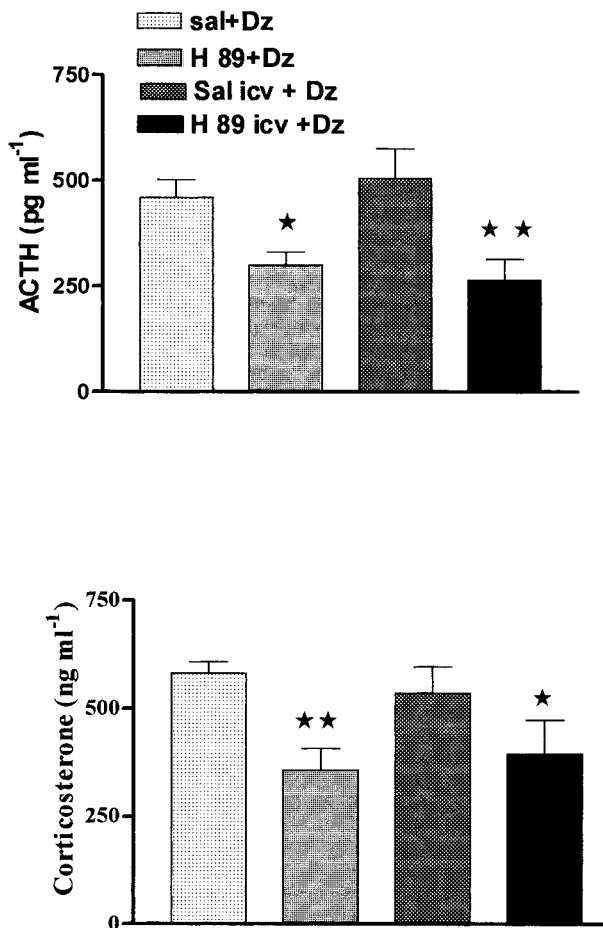 sal+Dz
H 89+Dz
Sal icv + Dz
H 89 icv +Dz
ACTH (pg ml⁻¹)
750
500
250
0
★
★ ★
Corticosterone (ng ml⁻¹)
750
500
250
0
★★
★